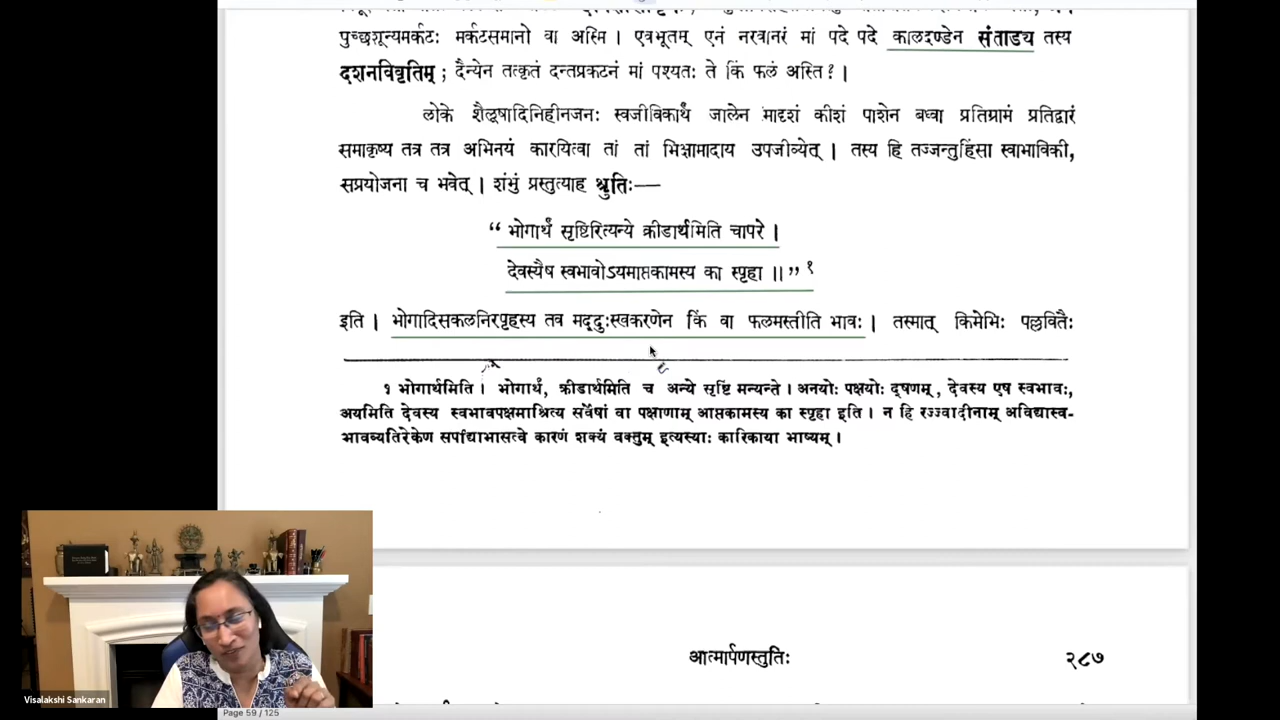 पुच्छशून्यमर्कटः मर्कटसमानो वा अस्मि । एवंभूतम् एनं नरवानरं मां पदे पदे कालदण्डेन संताड्य तस्य
दशनविवृतिम् ; दैन्येन तत्कृतं दन्तप्रकटनं मां पश्यतः ते किं फलं अस्ति ? ।
लोके शैलूषादिनिहीनजनः स्वजीविकार्थं जालेन मादृशं कीशं पाशेन बध्वा प्रतिग्रामं प्रतिद्वारं
समाकृष्य तत्र तत्र अभिनयं कारयित्वा तां तां भिक्षामादाय उपजीव्येत् । तस्य हि तज्जन्तुहिंसा स्वाभाविकी,
सप्रयोजना च भवेत् । शंभुं प्रस्तुत्याह श्रुतिः—
“ भोगार्थं सृष्टिरित्यन्ये क्रीडार्थमिति चापरे ।
देवस्यैष स्वभावोऽयमाप्तकामस्य का स्पृहा ॥” १
इति । भोगादिसकलनिरपृहस्य तव मद्दुःखकरणेन किं वा फलमस्तीति भावः । तस्मात् किमेभिः पल्लवितैः
१ भोगार्थमिति । भोगार्थं, क्रीडार्थमिति च अन्ये सृष्टिं मन्यन्ते । अनयोः पक्षयोः दूषणम्, देवस्य एष स्वभावः,
अयमिति देवस्य स्वभावपक्षमाश्रित्य सर्वेषां वा पक्षाणाम् आप्तकामस्य का स्पृहा इति । न हि रज्ज्वादीनाम् अविद्यास्व-
भावव्यतिरेकेण सर्पाद्याभासत्वे कारणं शक्यं वक्तुम् इत्यस्याः कारिकाया भाष्यम् ।
आत्मार्पणस्तुतिः २८७
Visalakshi Sankaran
Page 59 / 125